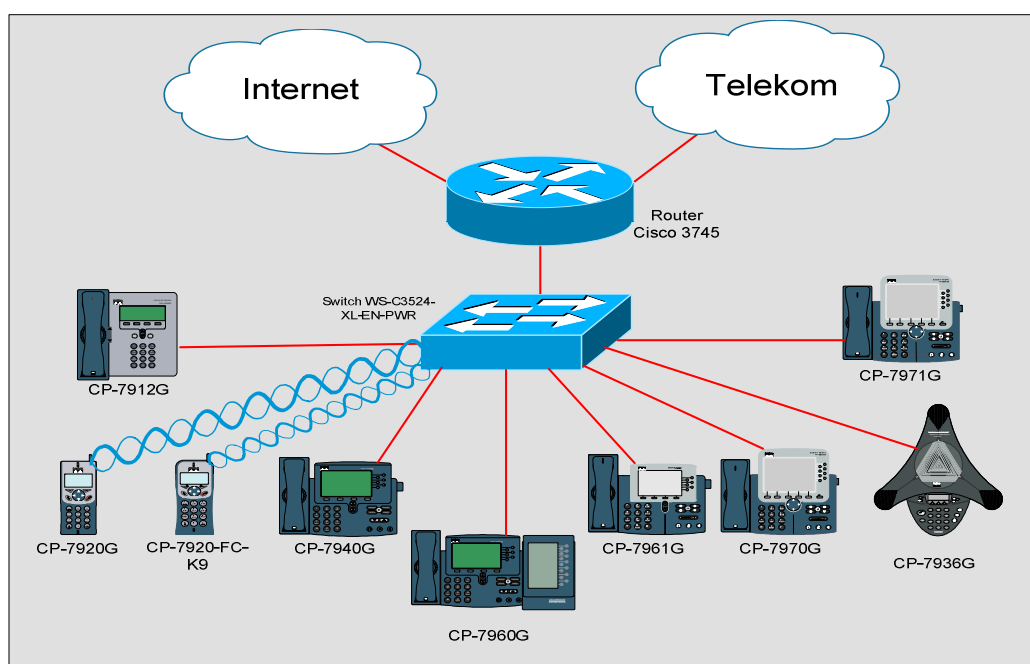 Internet
Telekom
Router
Cisco 3745
Switch WS-C3524-
XL-EN-PWR
CP-7912G
CP-7971G
CP-7920G
CP-7920-FC-
K9
CP-7940G
CP-7960G
CP-7961G
CP-7970G
CP-7936G